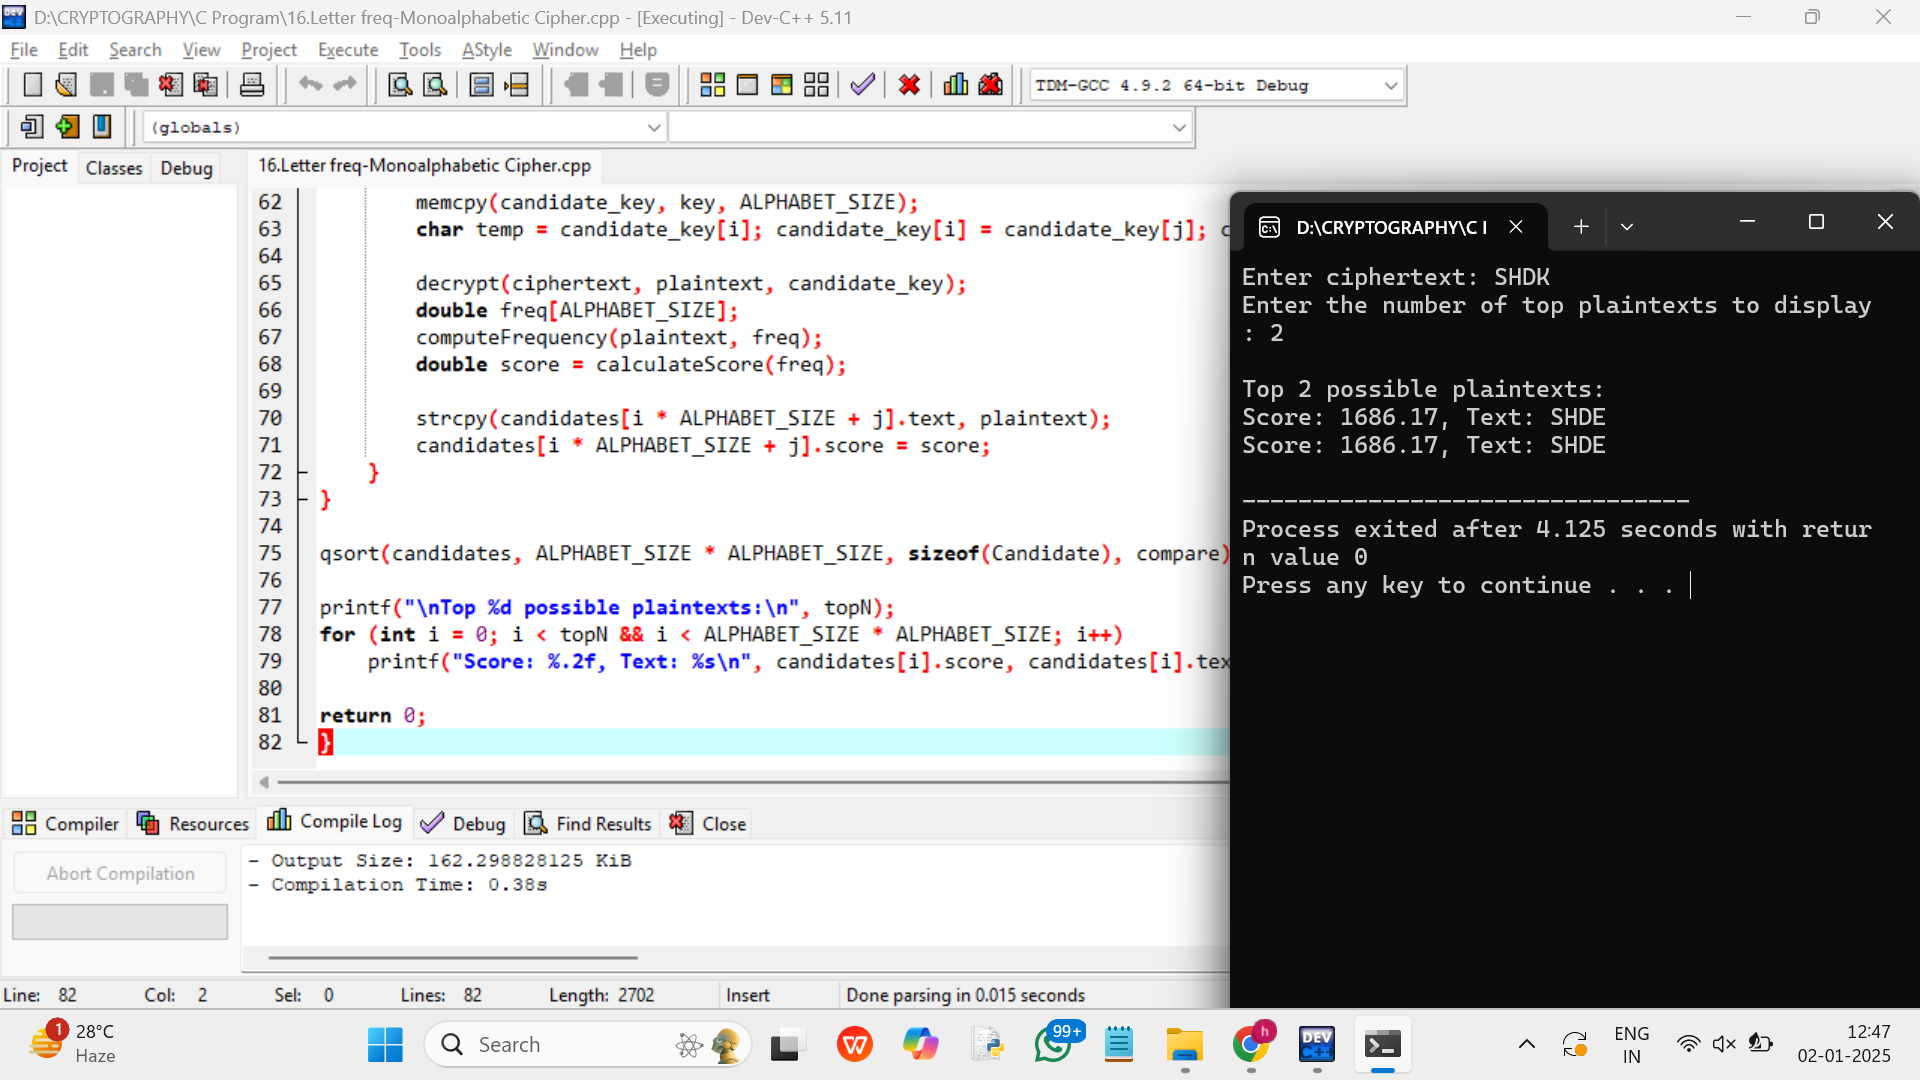 D:\CRYPTOGRAPHY\C Program\16.Letter freq-Monoalphabetic Cipher.cpp - [Executing] - Dev-C++ 5.11
File Edit Search View Project Execute Tools AStyle Window Help
TDM-GCC 4.9.2 64-bit Debug
(globals)
Project Classes Debug
16.Letter freq-Monoalphabetic Cipher.cpp
62 memcpy(candidate_key, key, ALPHABET_SIZE);
63 char temp = candidate_key[i]; candidate_key[i] = candidate_key[j]; c
64
65 decrypt(ciphertext, plaintext, candidate_key);
66 double freq[ALPHABET_SIZE];
67 computeFrequency(plaintext, freq);
68 double score = calculateScore(freq);
69
70 strcpy(candidates[i * ALPHABET_SIZE + j].text, plaintext);
71 candidates[i * ALPHABET_SIZE + j].score = score;
72 }
73 }
74
75 qsort(candidates, ALPHABET_SIZE * ALPHABET_SIZE, sizeof(Candidate), compare)
76
77 printf("\nTop %d possible plaintexts:\n", topN);
78 for (int i = 0; i < topN && i < ALPHABET_SIZE * ALPHABET_SIZE; i++)
79 printf("Score: %.2f, Text: %s\n", candidates[i].score, candidates[i].tex
80
81 return 0;
82 }
D:\CRYPTOGRAPHY\C I
Enter ciphertext: SHDK
Enter the number of top plaintexts to display
: 2
Top 2 possible plaintexts:
Score: 1686.17, Text: SHDE
Score: 1686.17, Text: SHDE
--------------------------------
Process exited after 4.125 seconds with retur
n value 0
Press any key to continue . . .
Compiler Resources Compile Log Debug Find Results Close
Abort Compilation
- Output Size: 162.298828125 KiB
- Compilation Time: 0.38s
Line: 82 Col: 2 Sel: 0 Lines: 82 Length: 2702 Insert Done parsing in 0.015 seconds
1
28°C
Haze
Search
99+
h
DEV
C++
ENG
IN
12:47
02-01-2025